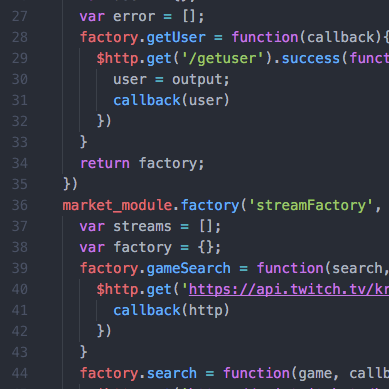 27 var error = [];
28 factory.getUser = function(callback){
29 $http.get('/getuser').success(funct
30 user = output;
31 callback(user)
32 })
33 }
34 return factory;
35 })
36 market_module.factory('streamFactory',
37 var streams = [];
38 var factory = {};
39 factory.gameSearch = function(search,
40 $http.get('https://api.twitch.tv/kr
41 callback(http)
42 })
43 }
44 factory.search = function(game, callb